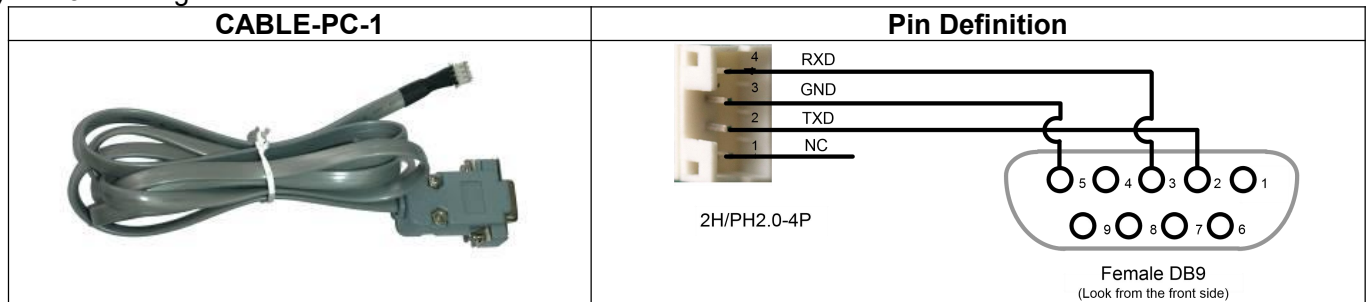 CABLE-PC-1
Pin Definition
4 RXD
3 GND
2 TXD
1 NC
2H/PH2.0-4P
5 4 3 2 1
9 8 7 6
Female DB9
(Look from the front side)